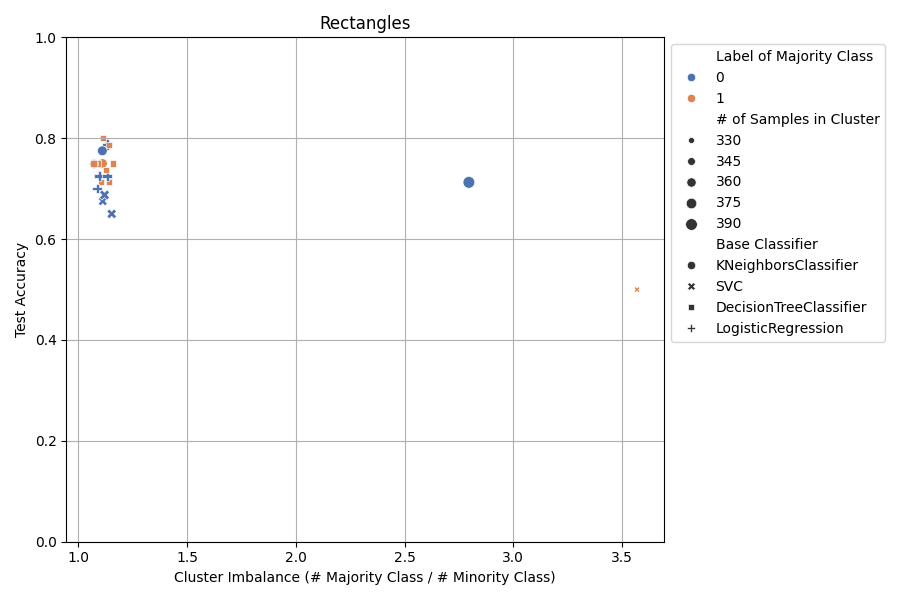 Rectangles
1.0
0.8
0.6
0.4
0.2
0.0
Test Accuracy
1.0 1.5 2.0 2.5 3.0 3.5
Cluster Imbalance (# Majority Class / # Minority Class)
Label of Majority Class
0
1
# of Samples in Cluster
330
345
360
375
390
Base Classifier
KNeighborsClassifier
SVC
DecisionTreeClassifier
LogisticRegression